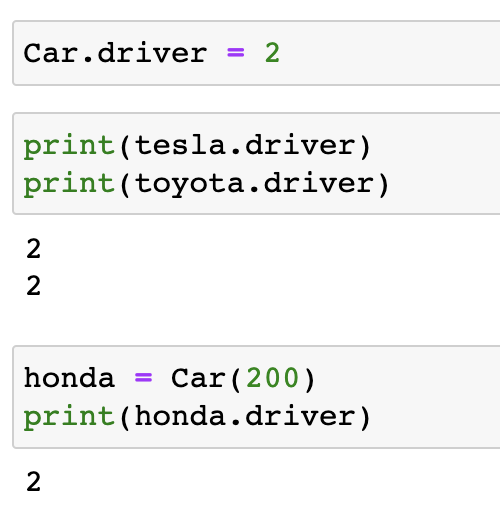 Car.driver = 2
print(tesla.driver)
print(toyota.driver)
2
2
honda = Car(200)
print(honda.driver)
2